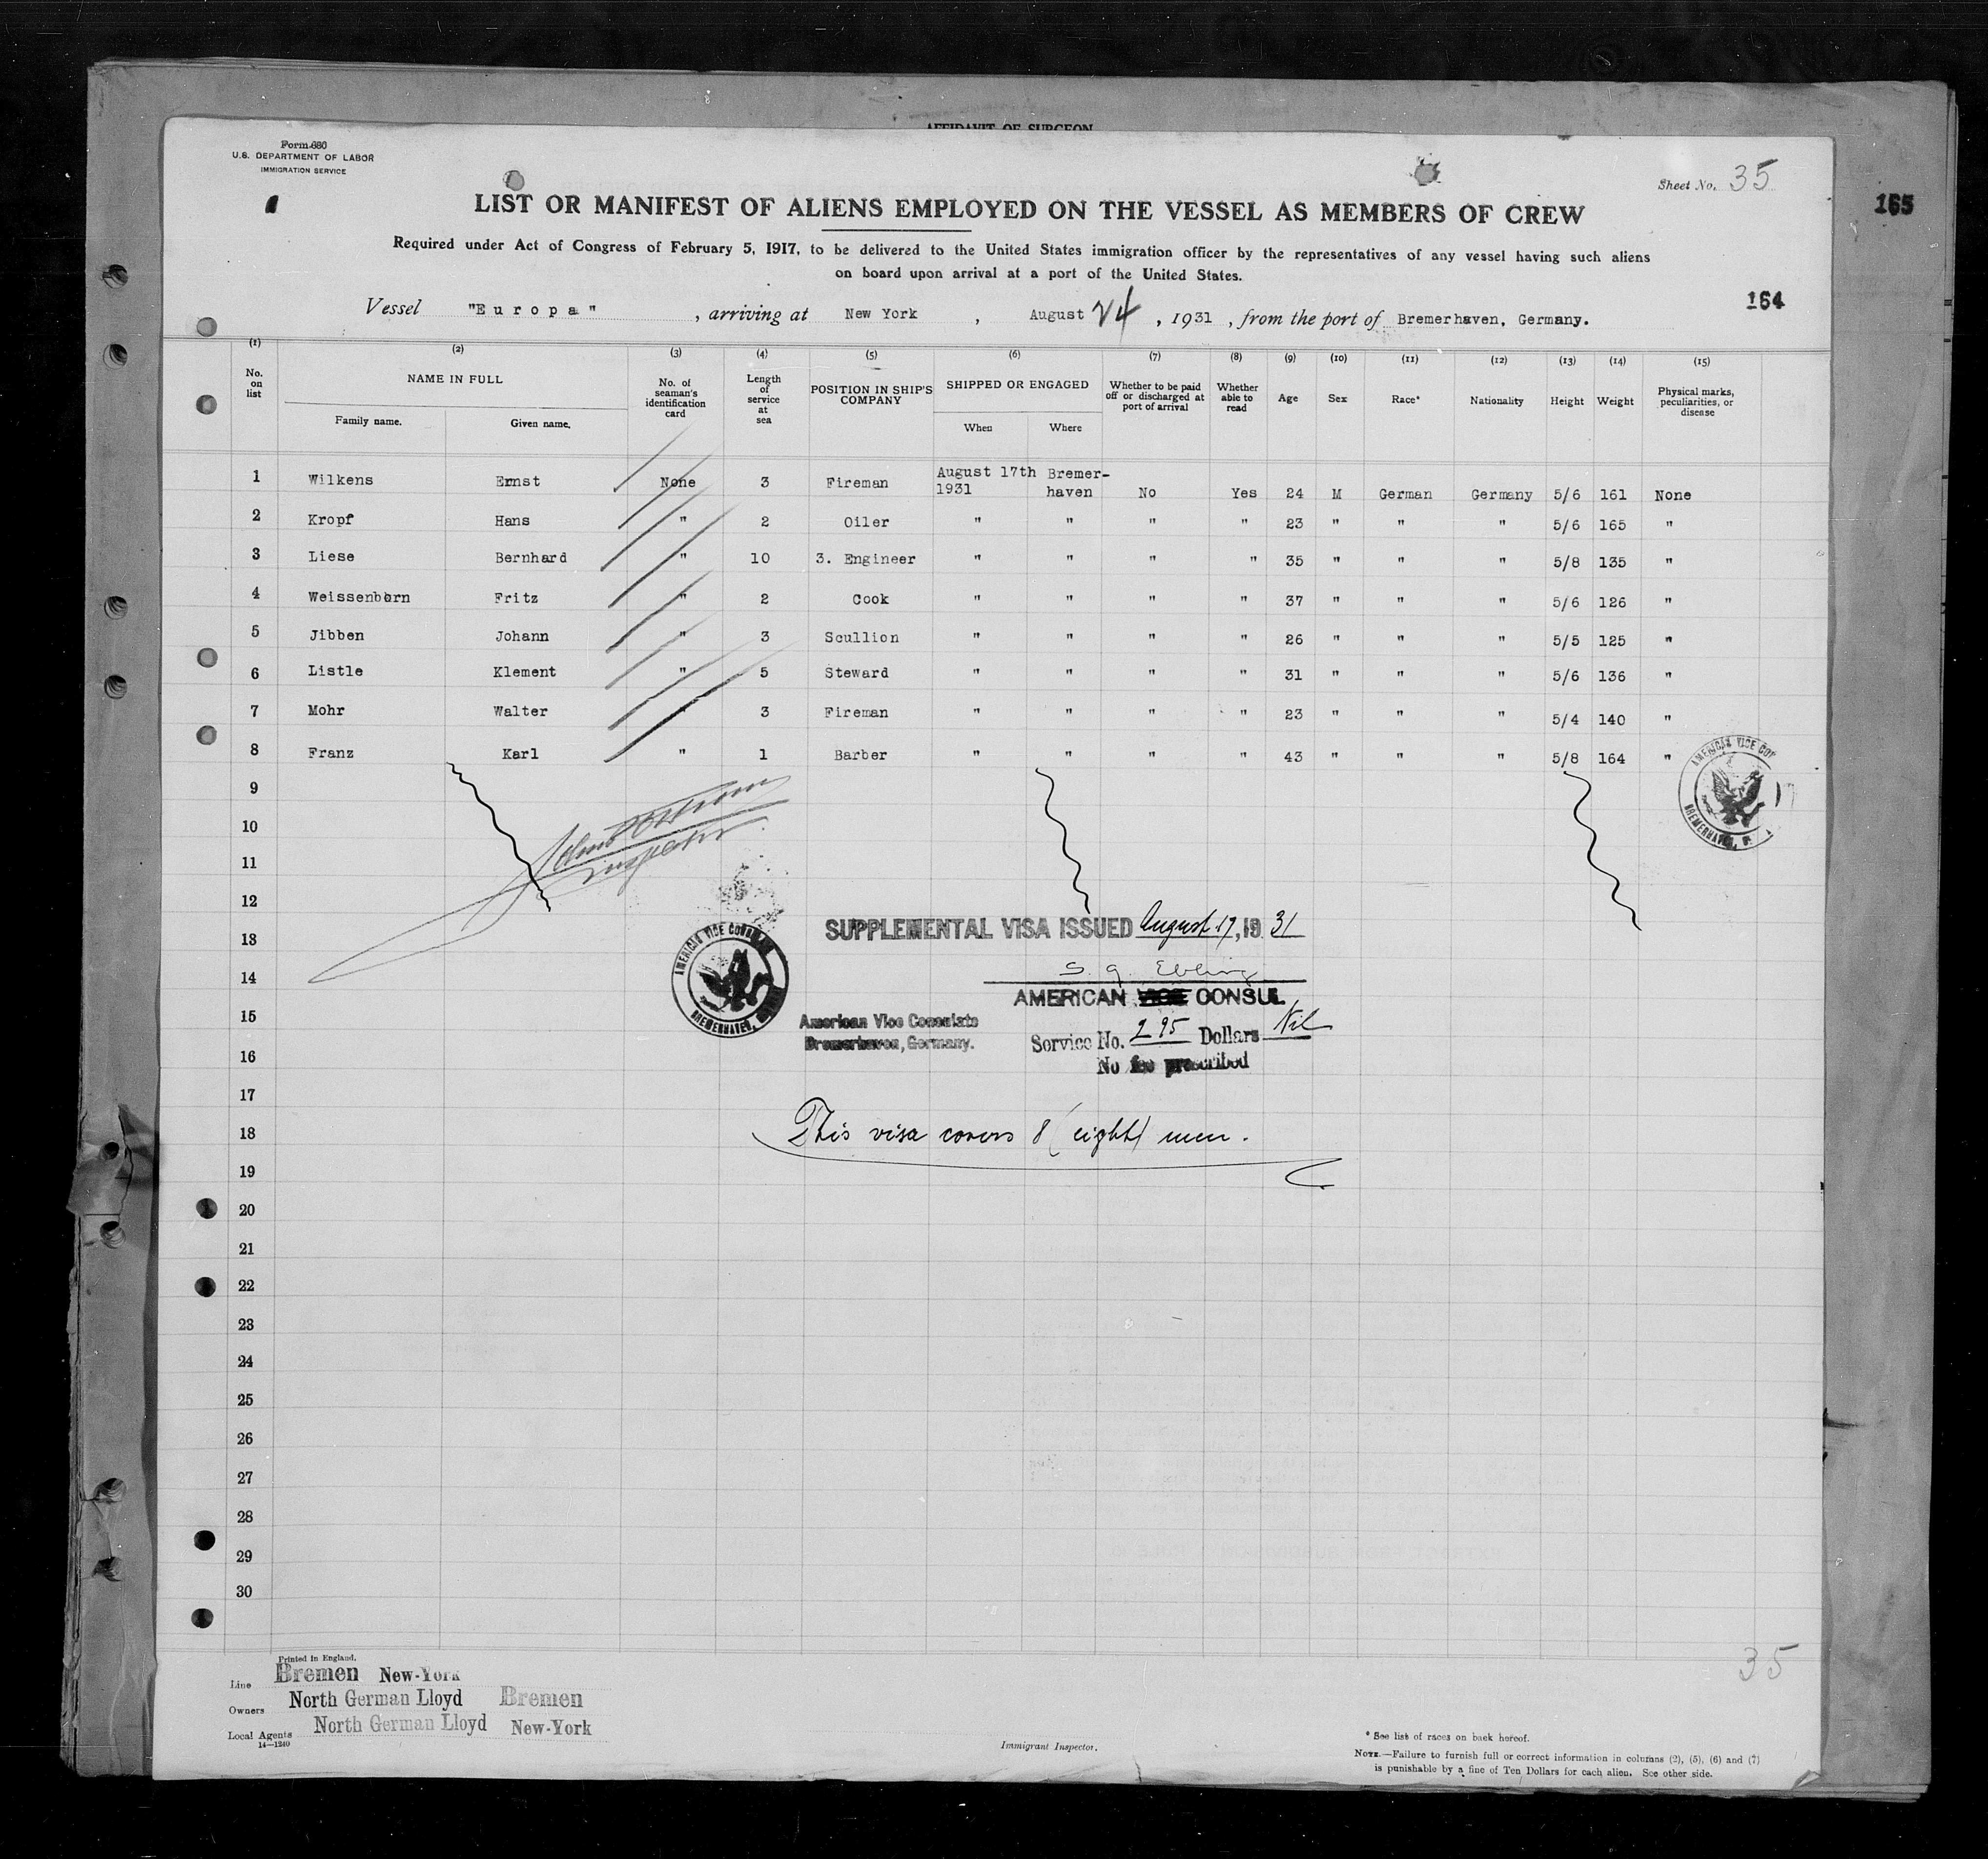 AFFIDAVIT OF SURGEON
Form 680
U.S. DEPARTMENT OF LABOR
IMMIGRATION SERVICE
Sheet No. 35
165
LIST OR MANIFEST OF ALIENS EMPLOYED ON THE VESSEL AS MEMBERS OF CREW
Required under Act of Congress of February 5, 1917, to be delivered to the United States immigration officer by the representatives of any vessel having such aliens
on board upon arrival at a port of the United States.
164
Vessel "Europa", arriving at New York, August 24, 1931, from the port of Bremerhaven, Germany.
(1) (2) (3) (4) (5) (6) (7) (8) (9) (10) (11) (12) (13) (14) (15)
No. on list NAME IN FULL No. of seaman's identification card Length of service at sea POSITION IN SHIP'S COMPANY SHIPPED OR ENGAGED Whether to be paid off or discharged at port of arrival Whether able to read Age Sex Race* Nationality Height Weight Physical marks, peculiarities, or disease
Family name. Given name. When Where
1 Wilkens Ernst None 3 Fireman August 17th 1931 Bremer-haven No Yes 24 M German Germany 5/6 161 None
2 Kropf Hans " 2 Oiler " " " " 23 " " " 5/6 165 "
3 Liese Bernhard " 10 3. Engineer " " " " 35 " " " 5/8 135 "
4 Weissenborn Fritz " 2 Cook " " " " 37 " " " 5/6 126 "
5 Jibben Johann " 3 Scullion " " " " 26 " " " 5/5 125 "
6 Listle Klement " 5 Steward " " " " 31 " " " 5/6 136 "
7 Mohr Walter " 3 Fireman " " " " 23 " " " 5/4 140 "
8 Franz Karl " 1 Barber " " " " 43 " " " 5/8 164 "
9
10
11
12
13
14
15
16
17
18
19
20
21
22
23
24
25
26
27
28
29
30
AMERICAN VICE CON
BREMERHAVEN, G
Inspector
SUPPLEMENTAL VISA ISSUED August 17, 1931
AMERICAN VICE CONSULATE
BREMERHAVEN,
S. G. Ebling
AMERICAN VICE CONSUL
American Vice Consulate
Bremerhaven, Germany.
Service No. 295 Dollars Nil
No fee prescribed
This visa covers 8 (eight) men.
Printed in England.
Line Bremen New-York
Owners North German Lloyd Bremen
Local Agents North German Lloyd New-York
14—1240
Immigrant Inspector.
35
* See list of races on back hereof.
NOTE.—Failure to furnish full or correct information in columns (2), (5), (6) and (7)
is punishable by a fine of Ten Dollars for each alien. See other side.